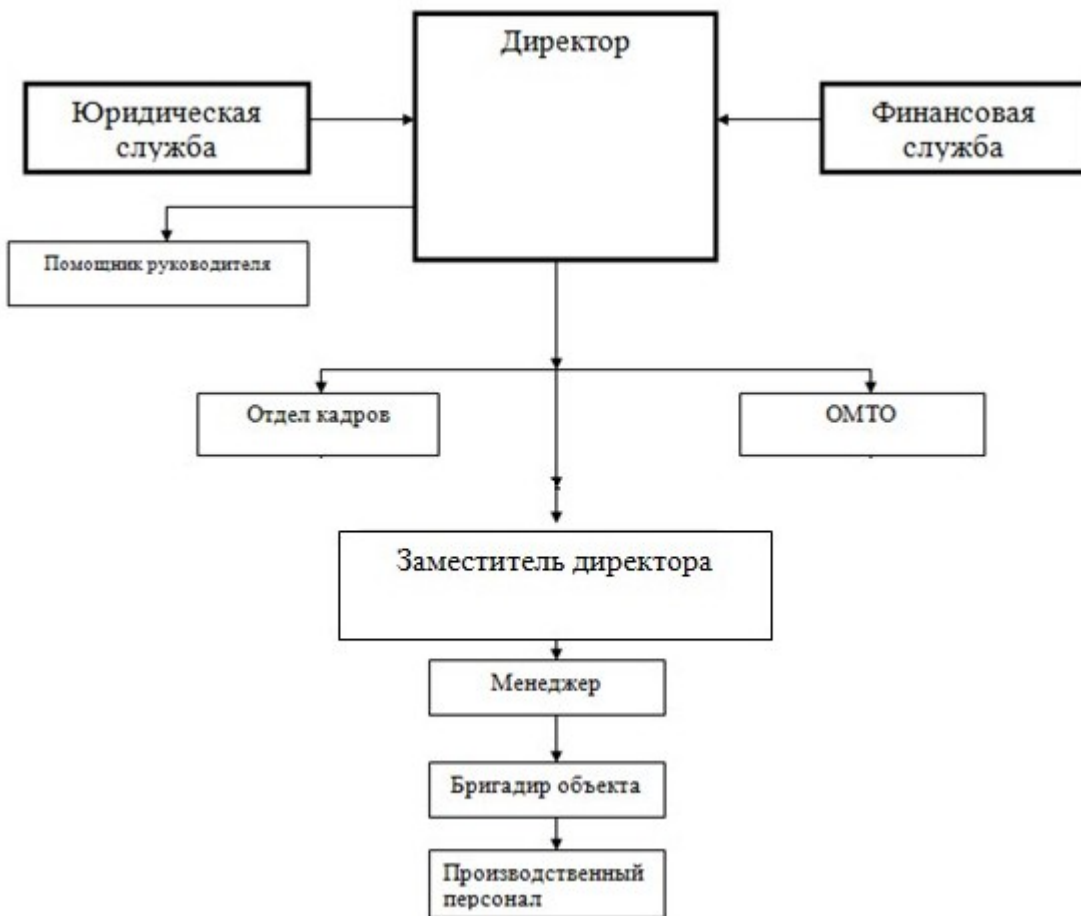 Директор
Юридическая
служба
Финансовая
служба
Помощник руководителя
Отдел кадров
ОМТО
Заместитель директора
Менеджер
Бригадир объекта
Производственный
персонал